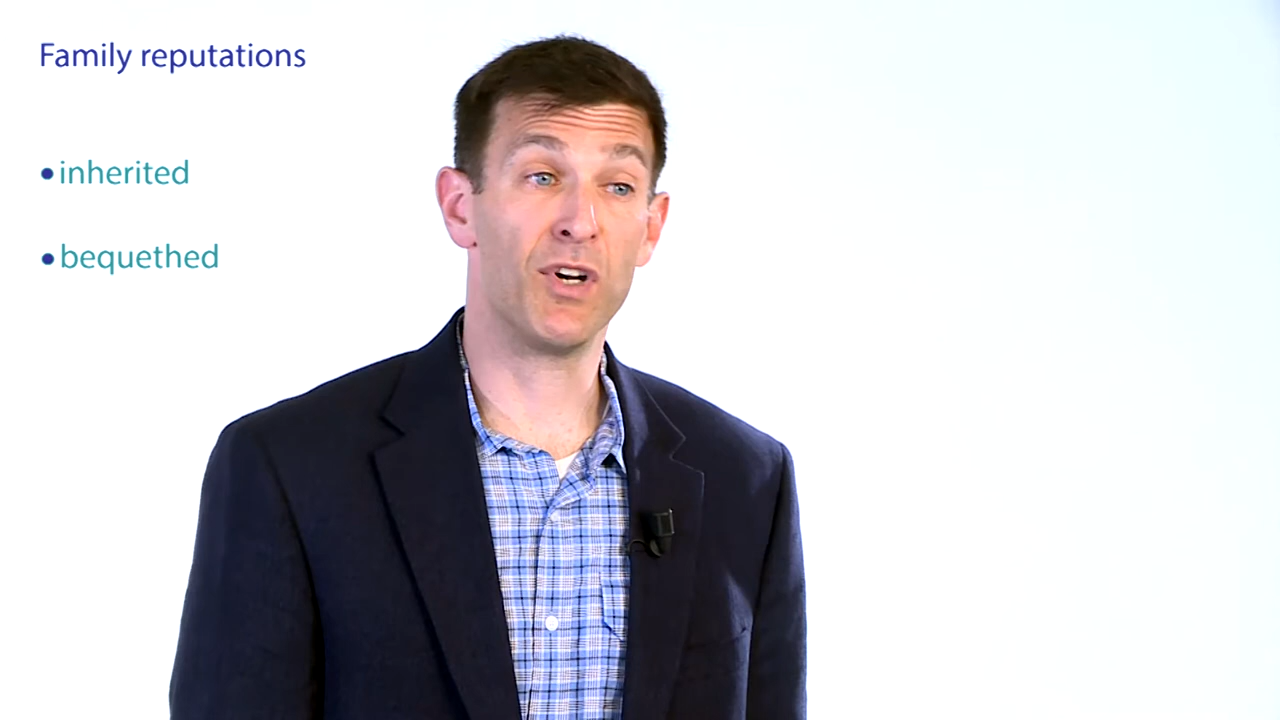 Family reputations
• inherited
• bequethed